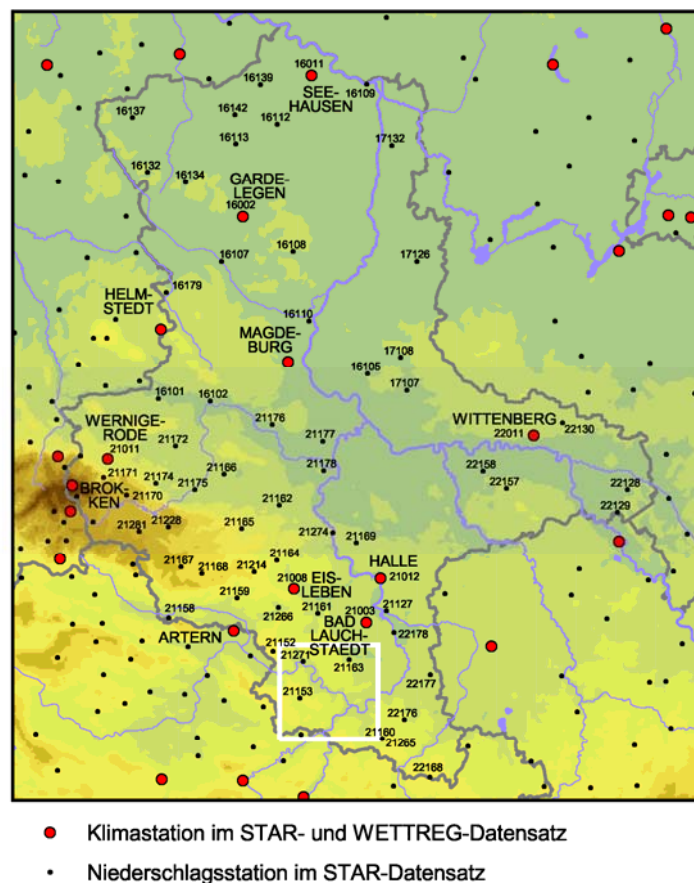 16011
16139
SEE-
HAUSEN
16109
16137
16142
16112
16113
17132
16132
16134
GARDE-
LEGEN
16002
16108
16107
17126
HELM-
STEDT
16179
16110
MAGDE-
BURG
17108
16105
17107
16101
16102
WERNIGE-
RODE
21011
21176
WITTENBERG
22011
22130
21172
21177
21171
21174
21166
21178
22158
22157
22128
BROK-
KEN
21170
21175
21162
22129
21281
21228
21165
21274
21169
21164
21167
21168
21214
HALLE
21012
21008
EIS-
LEBEN
21159
21158
21266
21161
21003
21127
ARTERN
BAD
LAUCH-
STAEDT
22178
21152
21271
21163
22177
21153
22176
21160
21265
22168
Klimastation im STAR- und WETTREG-Datensatz
Niederschlagsstation im STAR-Datensatz